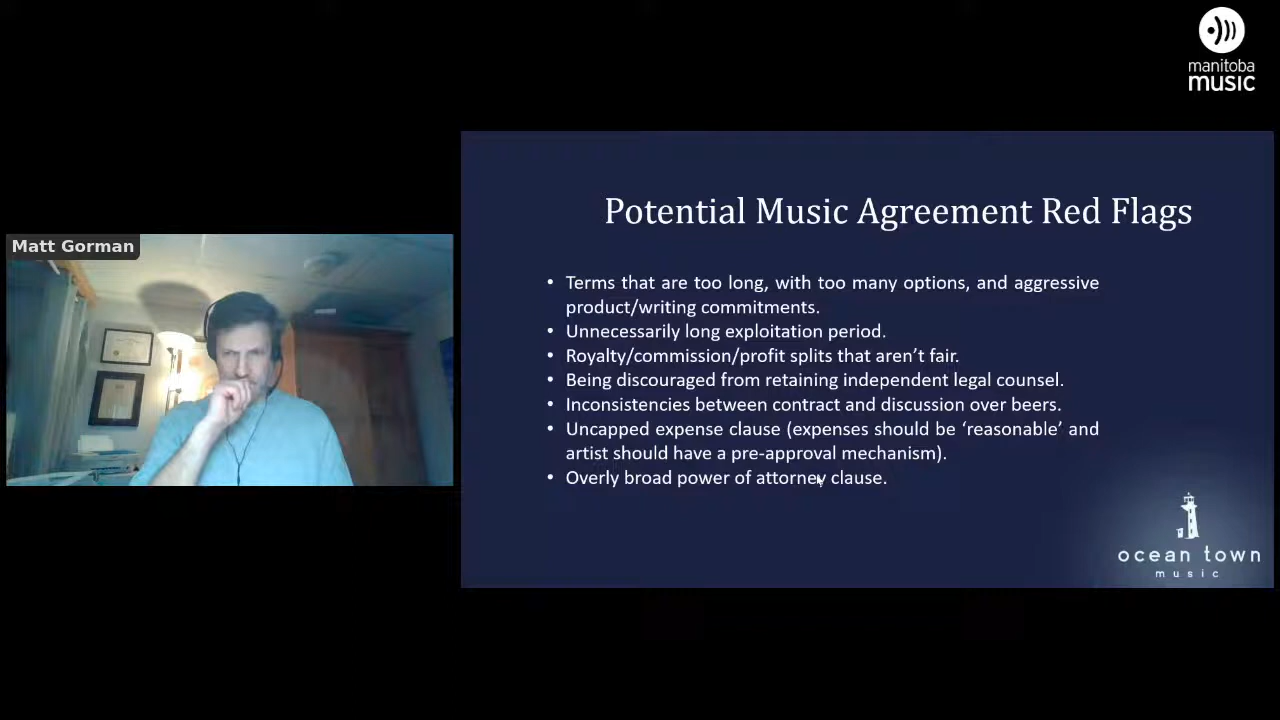 manitoba
music
Matt Gorman
Potential Music Agreement Red Flags
• Terms that are too long, with too many options, and aggressive
product/writing commitments.
• Unnecessarily long exploitation period.
• Royalty/commission/profit splits that aren’t fair.
• Being discouraged from retaining independent legal counsel.
• Inconsistencies between contract and discussion over beers.
• Uncapped expense clause (expenses should be ‘reasonable’ and
artist should have a pre-approval mechanism).
• Overly broad power of attorney clause.
ocean town
music